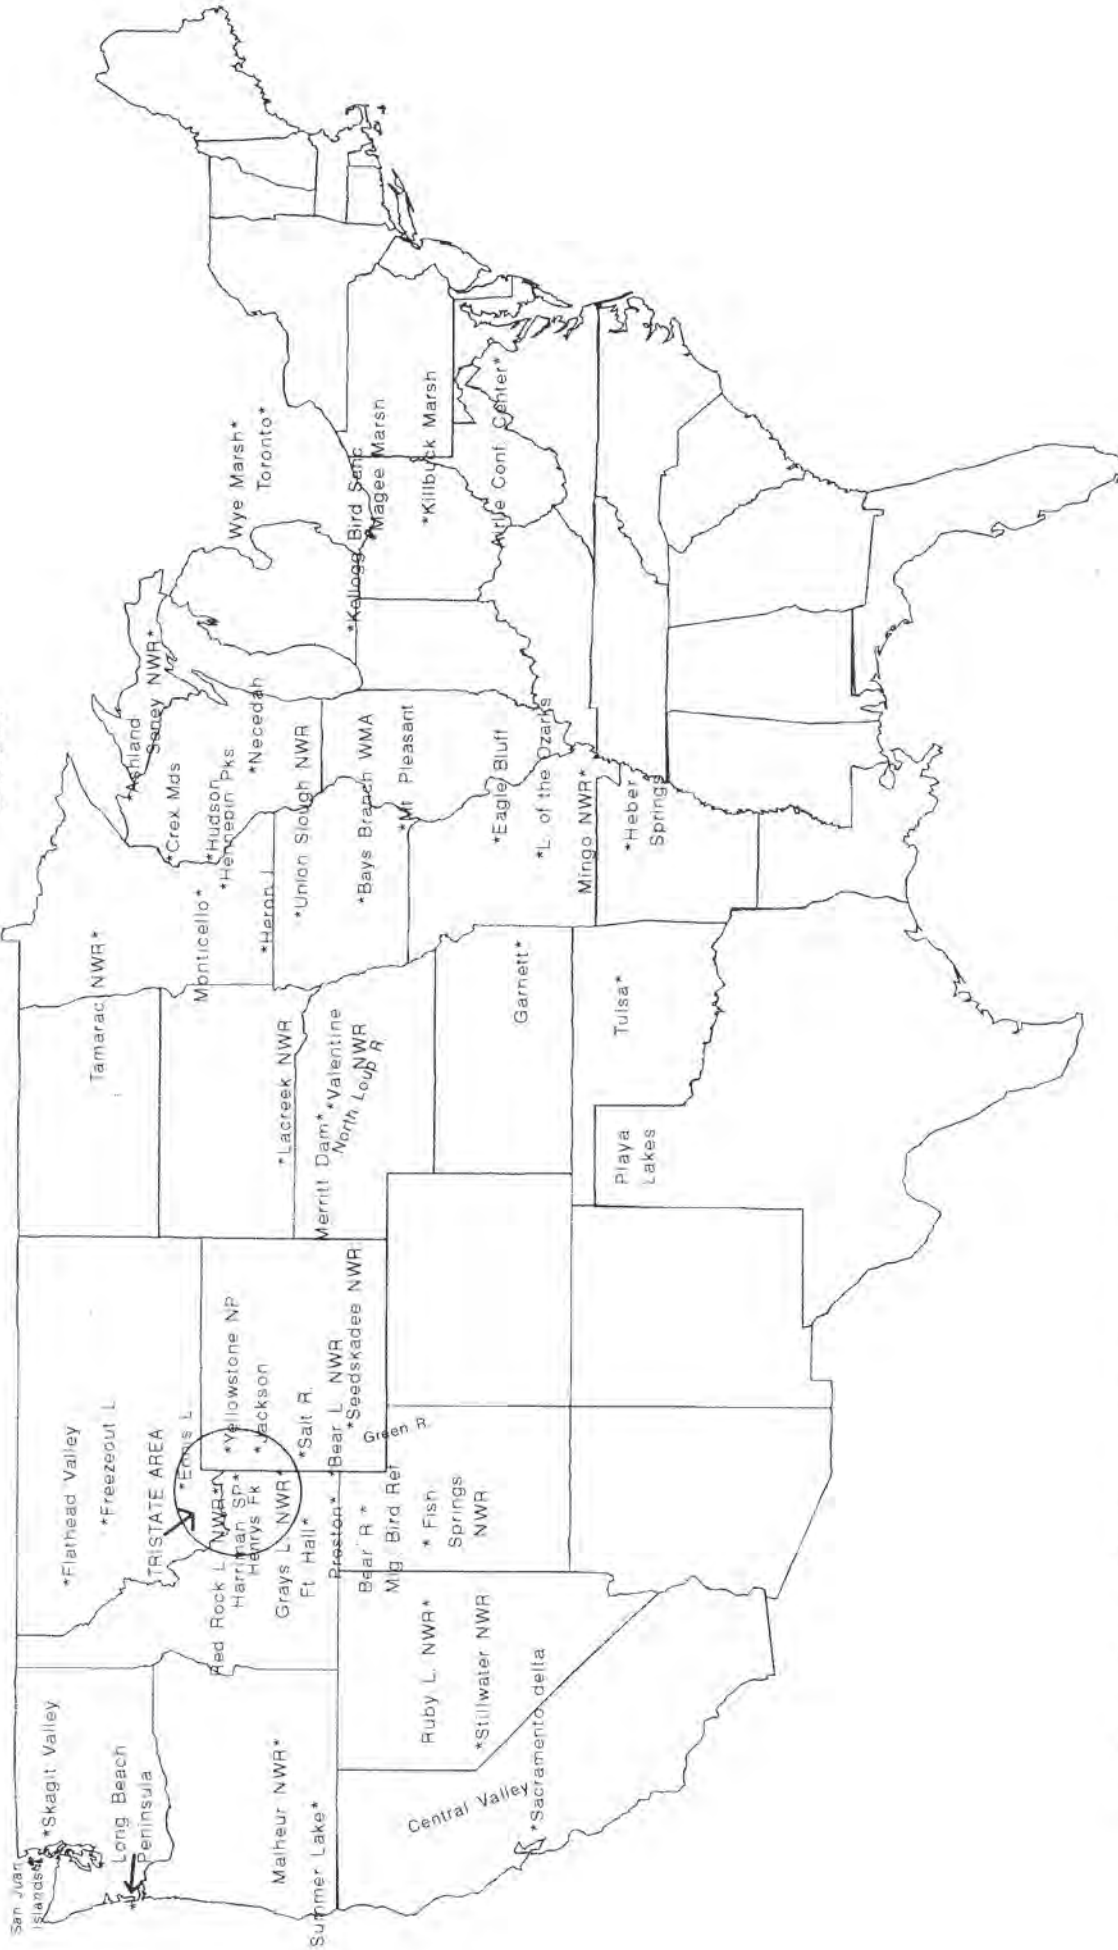 San Juan
Islands*
*Skagit Valley
Long Beach
Peninsula
*
Malheur NWR*
Summer Lake*
Central Valley
*Sacramento delta
Ruby L. NWR*
*Stillwater NWR
*Flathead Valley
*Freezeout L.
TRISTATE AREA
*Ennis L.
Red Rock L. NWR*
Harriman SP*
Henrys Fk
*Yellowstone NP
*Jackson
Grays L. NWR*
Ft Hall*
*Salt R.
Preston*
*Bear L. NWR
*Seedskadee NWR
Green R.
Bear R *
Mig Bird Ref
* Fish
Springs
NWR
Tamarac NWR*
Monticello*
*Lacreek NWR
Merritt Dam*
*Valentine
NWR
North Loup R.
Garnett*
Tulsa*
Playa
Lakes
*Ashland
Seney NWR*
*Crex Mds
*Hudson
*Hennepin Pks
*Necedah
*Heron L
*Union Slough NWR
*Bays Branch WMA
*Mt Pleasant
*Eagle Bluff
*L. of the Ozarks
Mingo NWR*
*Heber
Springs
Wye Marsh*
Toronto*
*Kellogg Bird Sanc
*Magee Marsh
*Killbuck Marsh
Airlie Conf. Center*